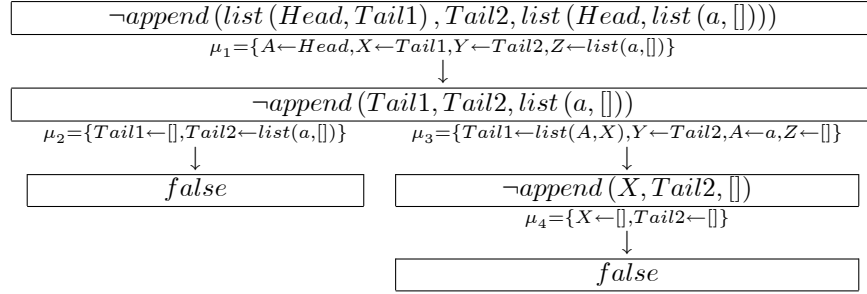 ¬append (list (Head, Tail1) , Tail2, list (Head, list (a, [])))
μ₁={A←Head,X←Tail1,Y←Tail2,Z←list(a,[])}
↓
¬append (Tail1, Tail2, list (a, []))
μ₂={Tail1←[],Tail2←list(a,[])} μ₃={Tail1←list(A,X),Y←Tail2,A←a,Z←[]}
↓ ↓
false ¬append (X, Tail2, [])
μ₄={X←[],Tail2←[]}
↓
false